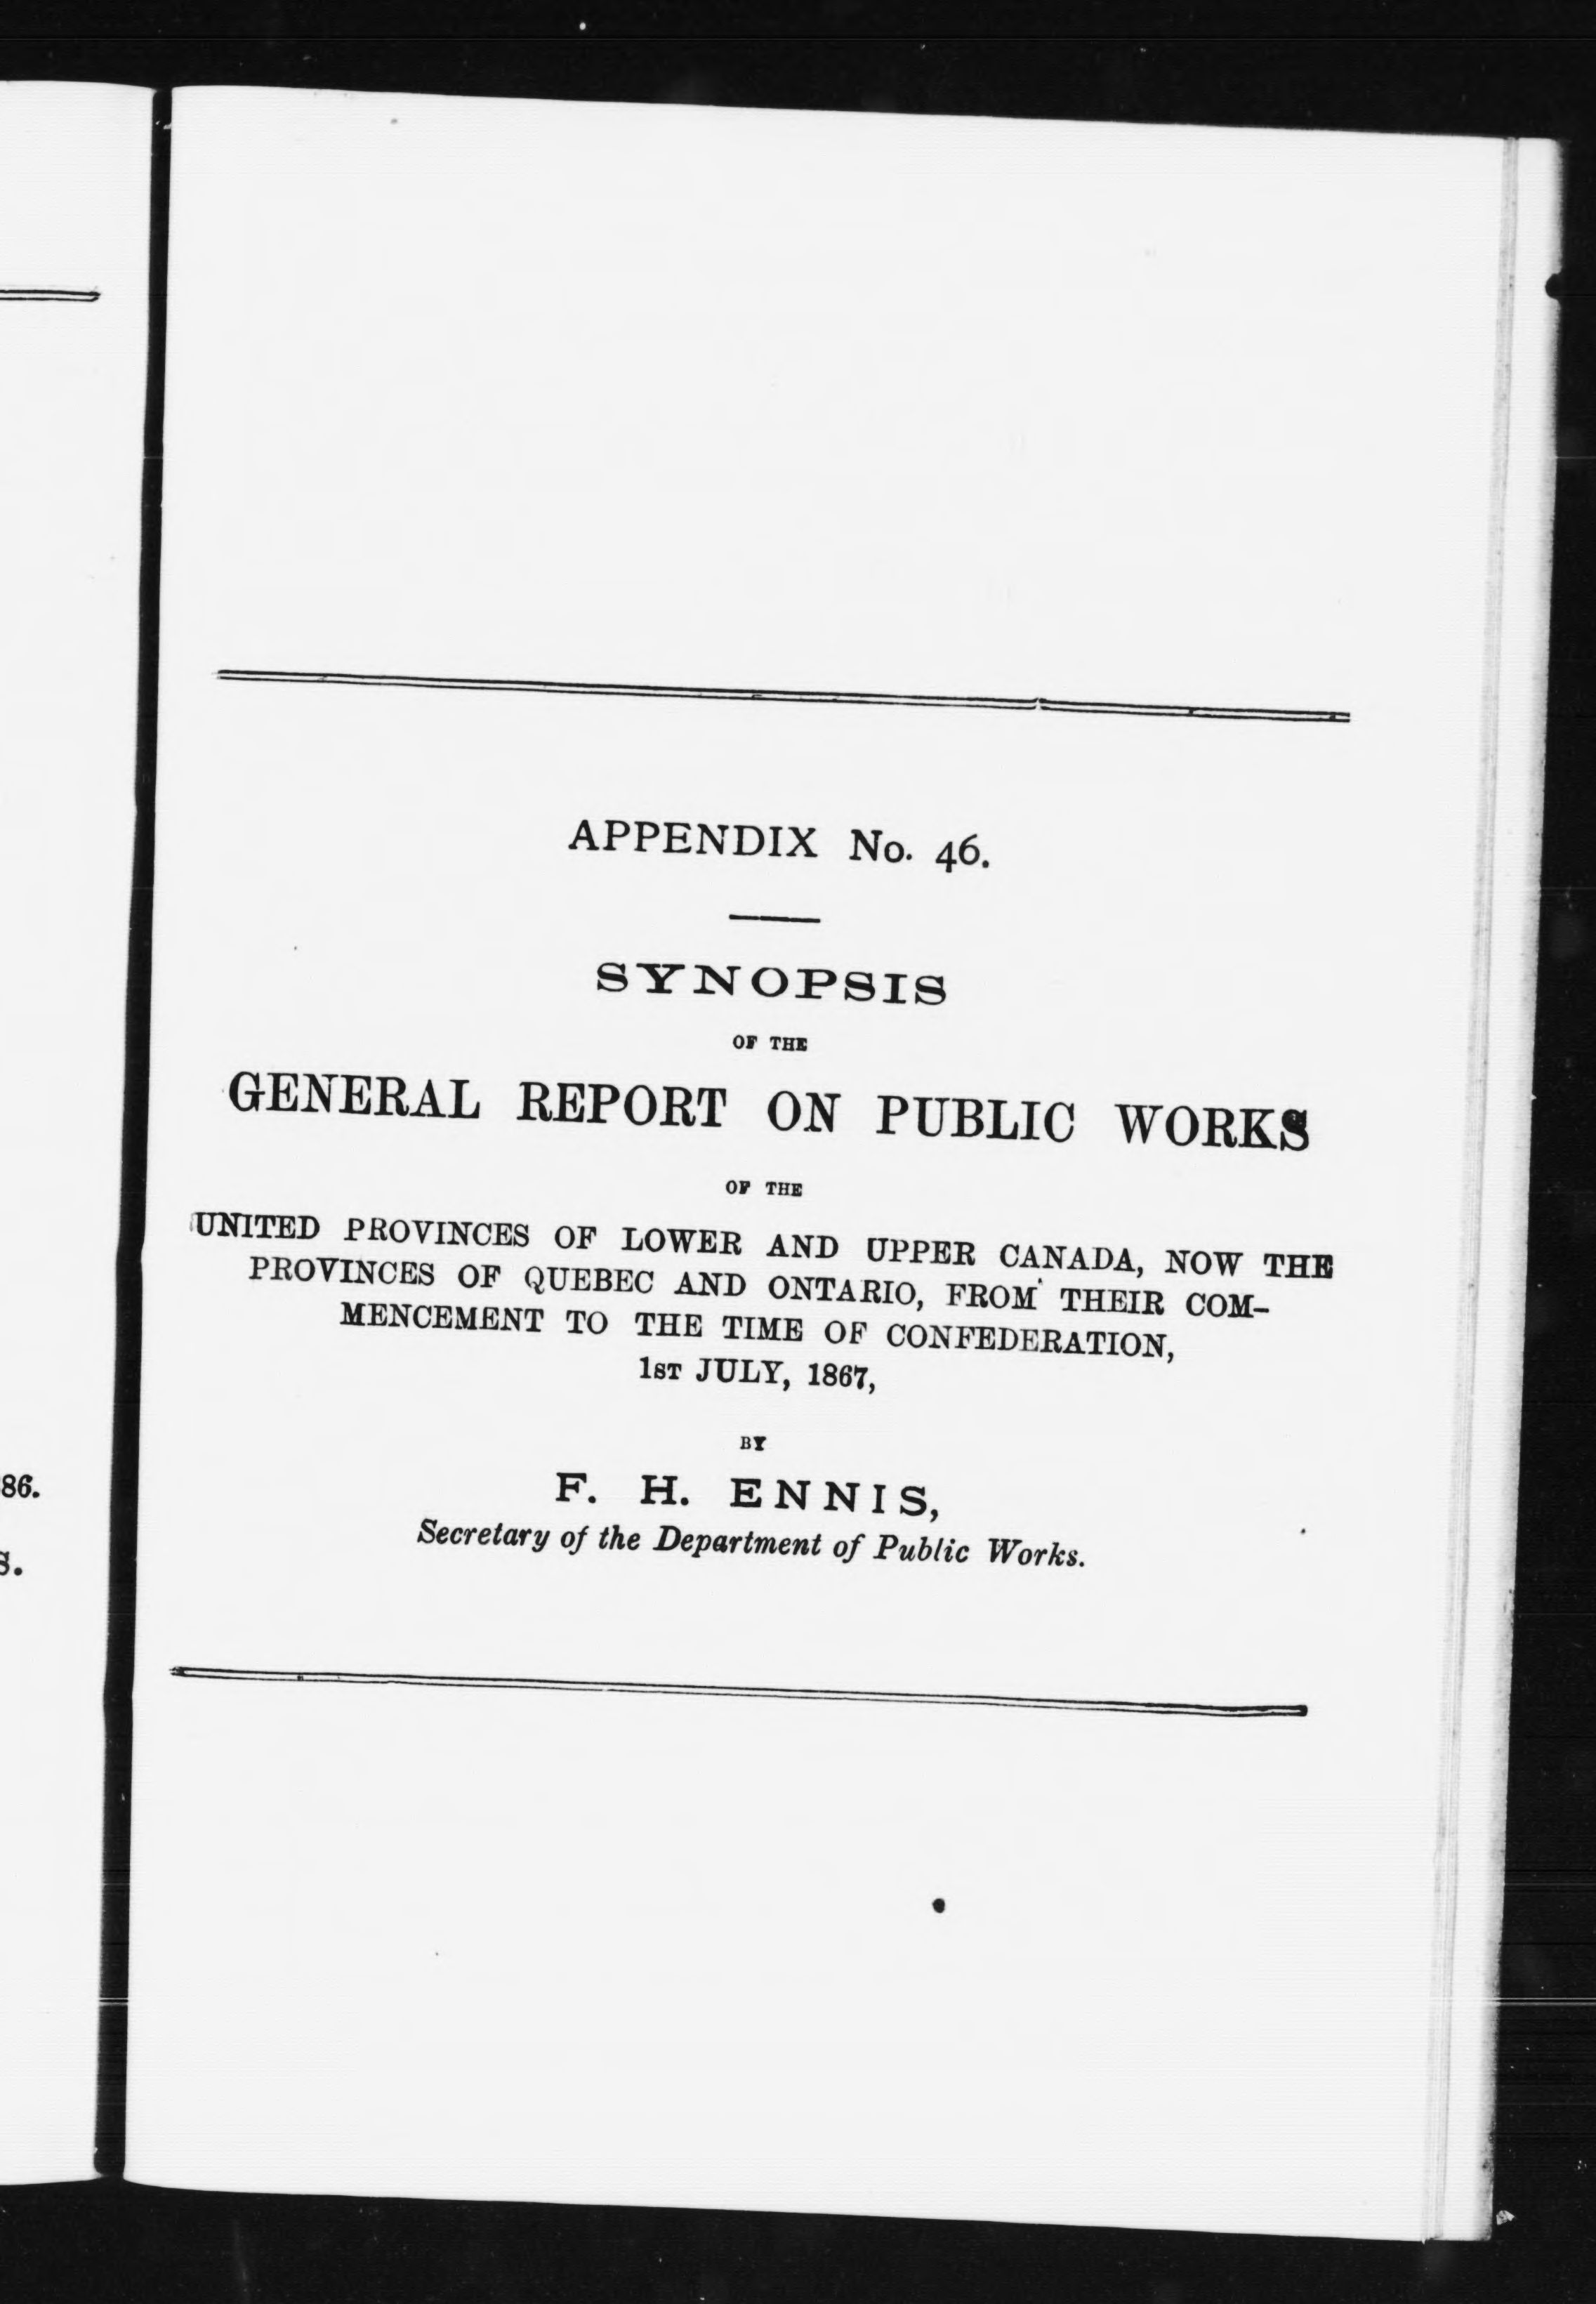 86.
S.
APPENDIX No. 46.
SYNOPSIS
OF THE
GENERAL REPORT ON PUBLIC WORKS
OF THE
UNITED PROVINCES OF LOWER AND UPPER CANADA, NOW THE
PROVINCES OF QUEBEC AND ONTARIO, FROM THEIR COM-
MENCEMENT TO THE TIME OF CONFEDERATION,
1ST JULY, 1867,
BY
F. H. ENNIS,
Secretary of the Department of Public Works.